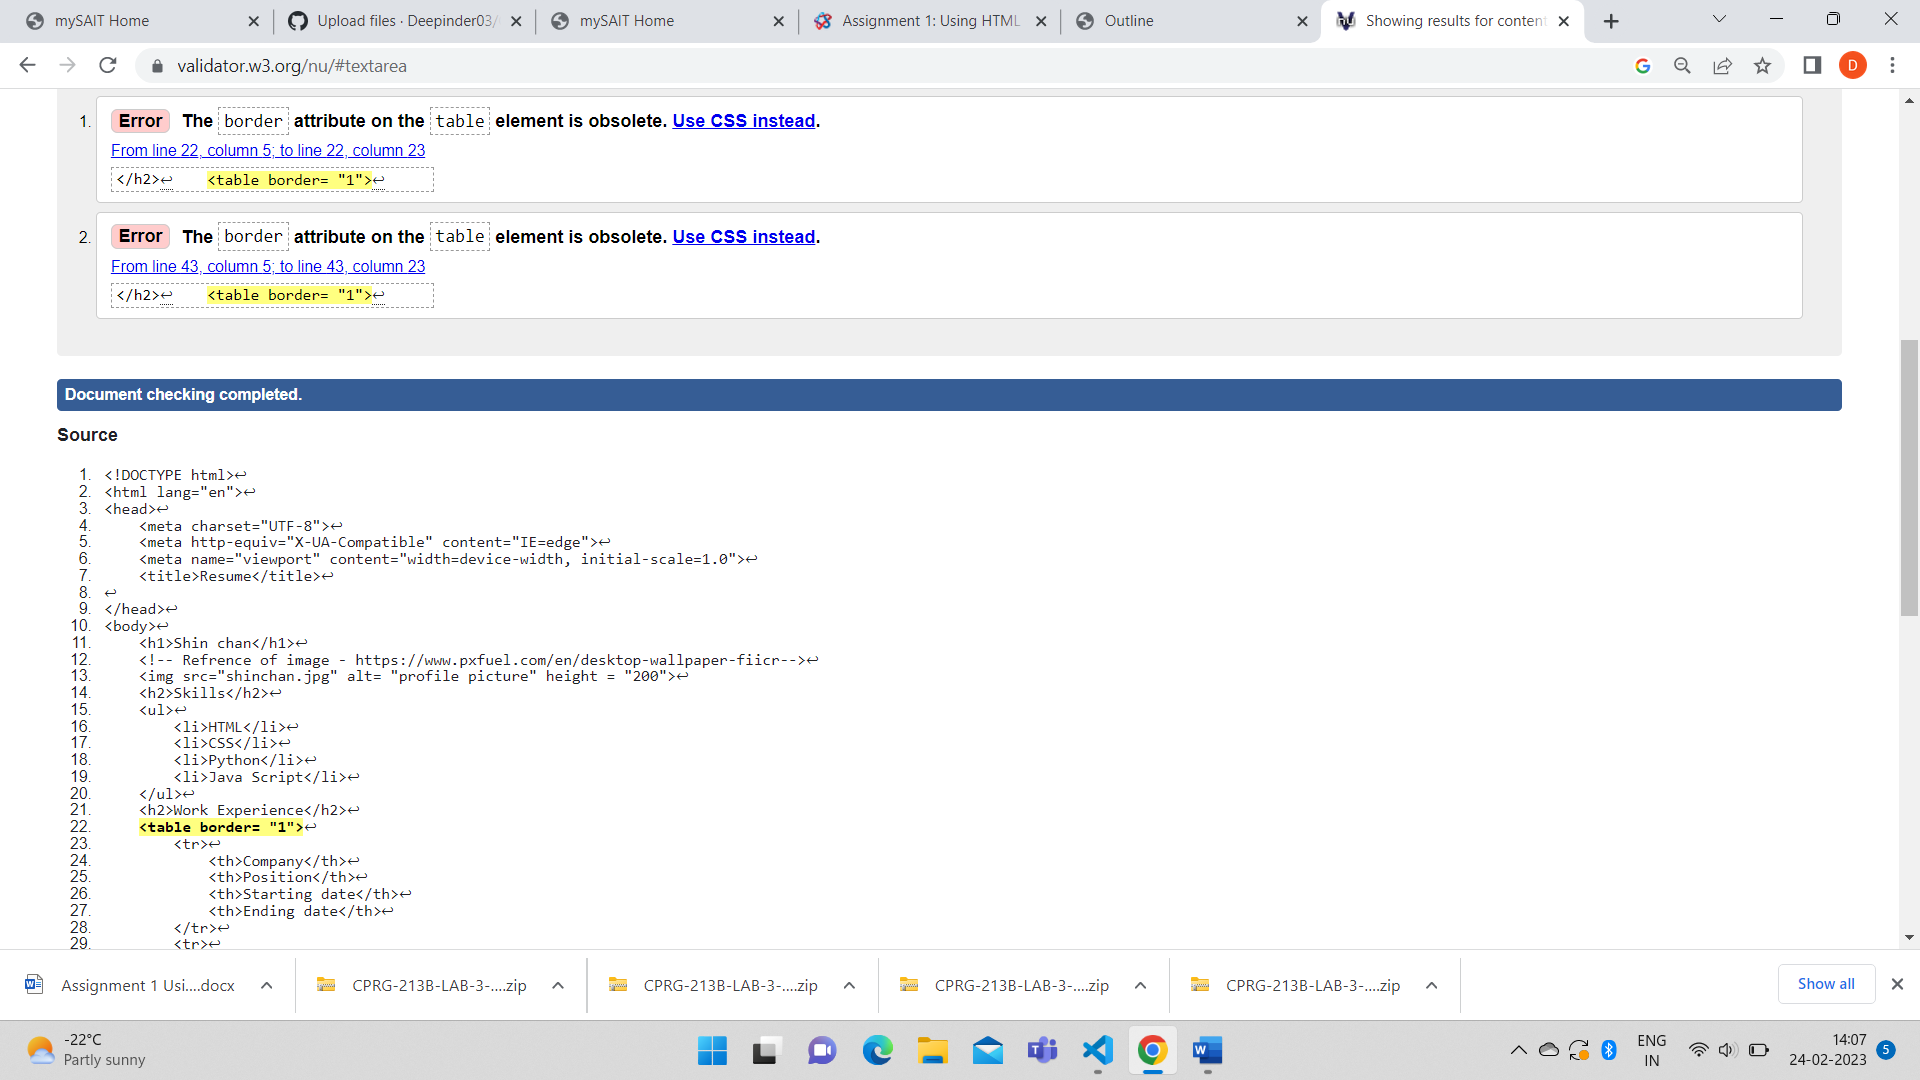 mySAIT Home
Upload files · Deepinder03/
mySAIT Home
Assignment 1: Using HTML
Outline
Showing results for content
validator.w3.org/nu/#textarea
D
1. Error The border attribute on the table element is obsolete. Use CSS instead.
From line 22, column 5; to line 22, column 23
</h2>↩    <table border= "1">↩
2. Error The border attribute on the table element is obsolete. Use CSS instead.
From line 43, column 5; to line 43, column 23
</h2>↩    <table border= "1">↩
Document checking completed.
Source
1. <!DOCTYPE html>↩
2. <html lang="en">↩
3. <head>↩
4.     <meta charset="UTF-8">↩
5.     <meta http-equiv="X-UA-Compatible" content="IE=edge">↩
6.     <meta name="viewport" content="width=device-width, initial-scale=1.0">↩
7.     <title>Resume</title>↩
8. ↩
9. </head>↩
10. <body>↩
11.     <h1>Shin chan</h1>↩
12.     <!-- Refrence of image - https://www.pxfuel.com/en/desktop-wallpaper-fiicr-->↩
13.     <img src="shinchan.jpg" alt= "profile picture" height = "200">↩
14.     <h2>Skills</h2>↩
15.     <ul>↩
16.         <li>HTML</li>↩
17.         <li>CSS</li>↩
18.         <li>Python</li>↩
19.         <li>Java Script</li>↩
20.     </ul>↩
21.     <h2>Work Experience</h2>↩
22.     <table border= "1">↩
23.         <tr>↩
24.             <th>Company</th>↩
25.             <th>Position</th>↩
26.             <th>Starting date</th>↩
27.             <th>Ending date</th>↩
28.         </tr>↩
29.         <tr>↩
Assignment 1 Usi....docx
CPRG-213B-LAB-3-....zip
CPRG-213B-LAB-3-....zip
CPRG-213B-LAB-3-....zip
CPRG-213B-LAB-3-....zip
Show all
-22°C
Partly sunny
ENG
IN
14:07
24-02-2023
5